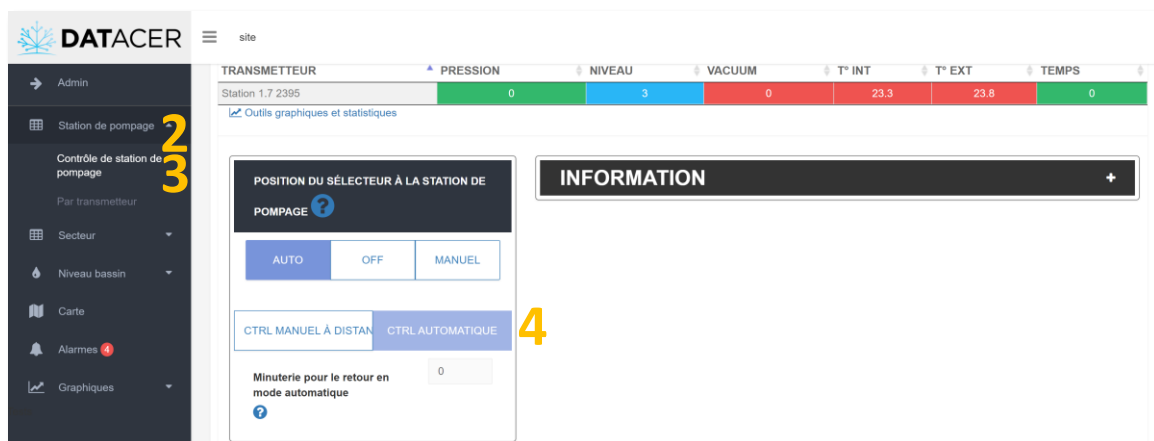 DATACER
site
Admin
Station de pompage
2
Contrôle de station de
pompage
3
Par transmetteur
Secteur
Niveau bassin
Carte
Alarmes 4
Graphiques
TRANSMETTEUR PRESSION NIVEAU VACUUM T° INT T° EXT TEMPS
Station 1.7 2395 0 3 0 23.3 23.8 0
Outils graphiques et statistiques
POSITION DU SÉLECTEUR À LA STATION DE
POMPAGE ?
AUTO OFF MANUEL
CTRL MANUEL À DISTAN CTRL AUTOMATIQUE
4
Minuterie pour le retour en
mode automatique
?
0
INFORMATION +